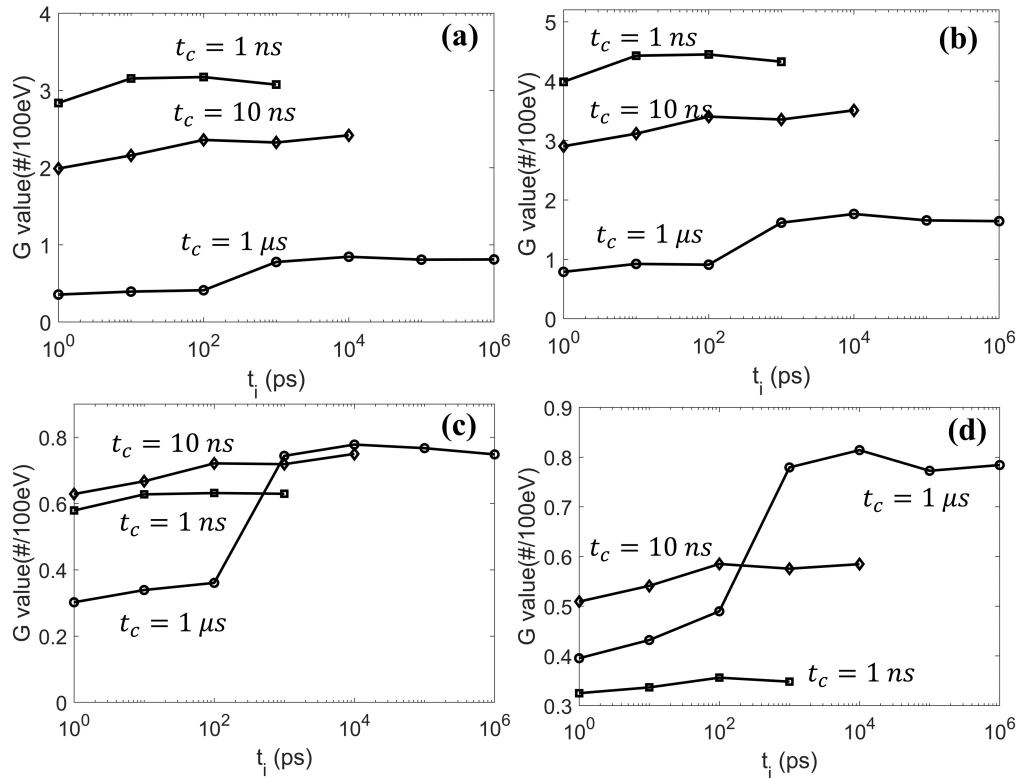 (a)
4
3
2
1
0
G value(#/100eV)
t_c = 1 ns
t_c = 10 ns
t_c = 1 μs
10^0
10^2
10^4
10^6
t_i (ps)
(b)
5
4
3
2
1
0
G value(#/100eV)
t_c = 1 ns
t_c = 10 ns
t_c = 1 μs
10^0
10^2
10^4
10^6
t_i (ps)
(c)
0.8
0.6
0.4
0.2
0
G value(#/100eV)
t_c = 10 ns
t_c = 1 ns
t_c = 1 μs
10^0
10^2
10^4
10^6
t_i (ps)
(d)
0.9
0.8
0.7
0.6
0.5
0.4
0.3
G value(#/100eV)
t_c = 1 μs
t_c = 10 ns
t_c = 1 ns
10^0
10^2
10^4
10^6
t_i (ps)